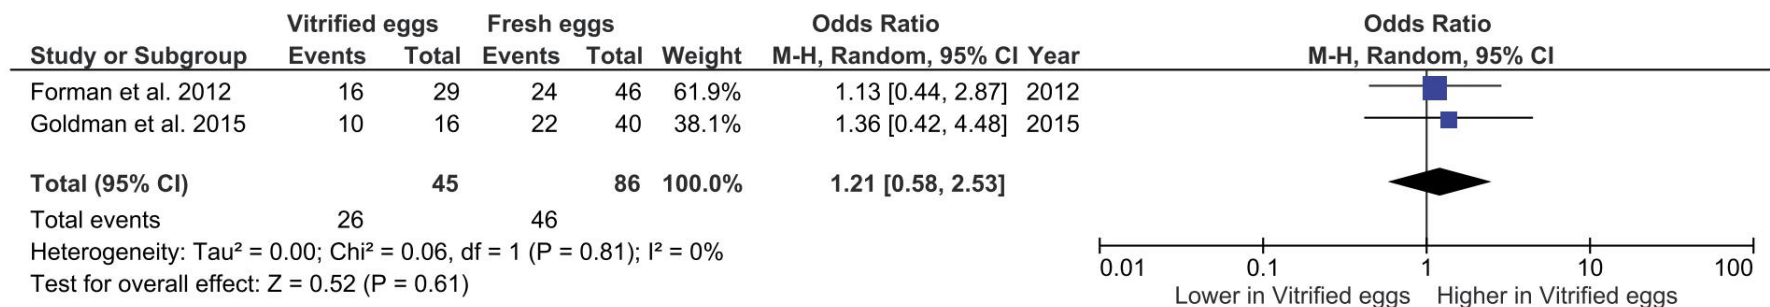 Vitrified eggs Fresh eggs Odds Ratio Odds Ratio
Study or Subgroup Events Total Events Total Weight M-H, Random, 95% CI Year M-H, Random, 95% CI
Forman et al. 2012 16 29 24 46 61.9% 1.13 [0.44, 2.87] 2012
Goldman et al. 2015 10 16 22 40 38.1% 1.36 [0.42, 4.48] 2015
Total (95% CI) 45 86 100.0% 1.21 [0.58, 2.53]
Total events 26 46
Heterogeneity: Tau² = 0.00; Chi² = 0.06, df = 1 (P = 0.81); I² = 0%
Test for overall effect: Z = 0.52 (P = 0.61)
0.01 0.1 1 10 100
Lower in Vitrified eggs Higher in Vitrified eggs